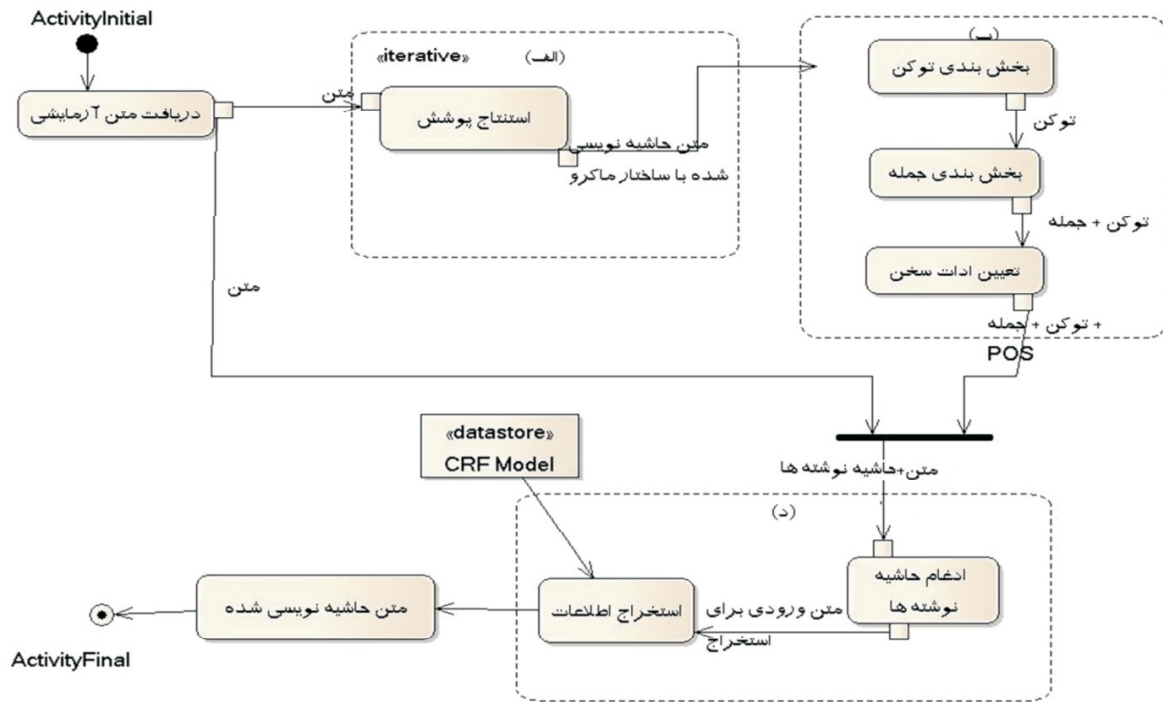 ActivityInitial
دریافت متن آزمایشی
متن
«iterative»
(الف)
استنتاج پوشش
متن حاشیه نویسی
شده با ساختار ماکرو
(ب)
بخش بندی توکن
توکن
بخش بندی جمله
توکن + جمله
تعیین ادات سخن
توکن + جمله +
POS
متن
متن+حاشیه نوشته ها
(د)
ادغام حاشیه
نوشته ها
متن ورودی برای
استخراج
«datastore»
CRF Model
استخراج اطلاعات
متن حاشیه نویسی شده
ActivityFinal